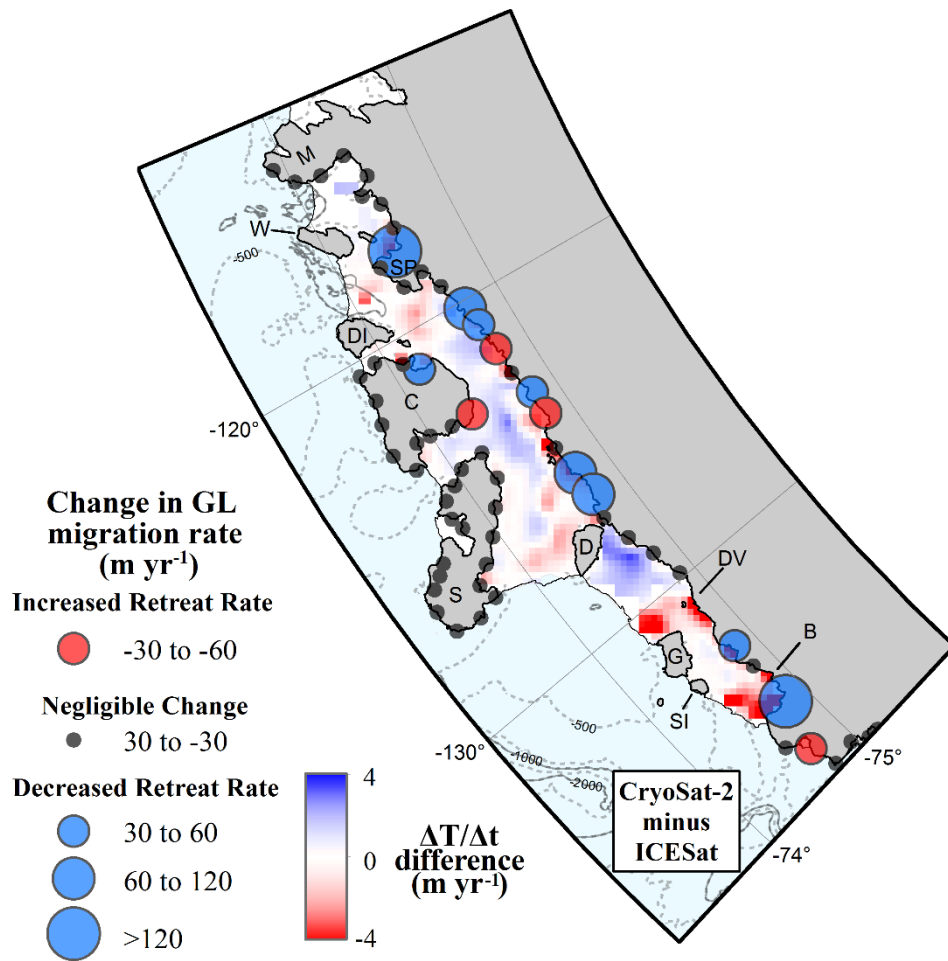 M
W
-500
SP
DI
C
-120°
S
D
DV
G
B
SI
-500
-1000
-2000
-130°
-75°
-74°
Change in GL
migration rate
(m yr⁻¹)
Increased Retreat Rate
-30 to -60
Negligible Change
30 to -30
Decreased Retreat Rate
30 to 60
60 to 120
>120
4
0
-4
ΔT/Δt
difference
(m yr⁻¹)
CryoSat-2
minus
ICESat